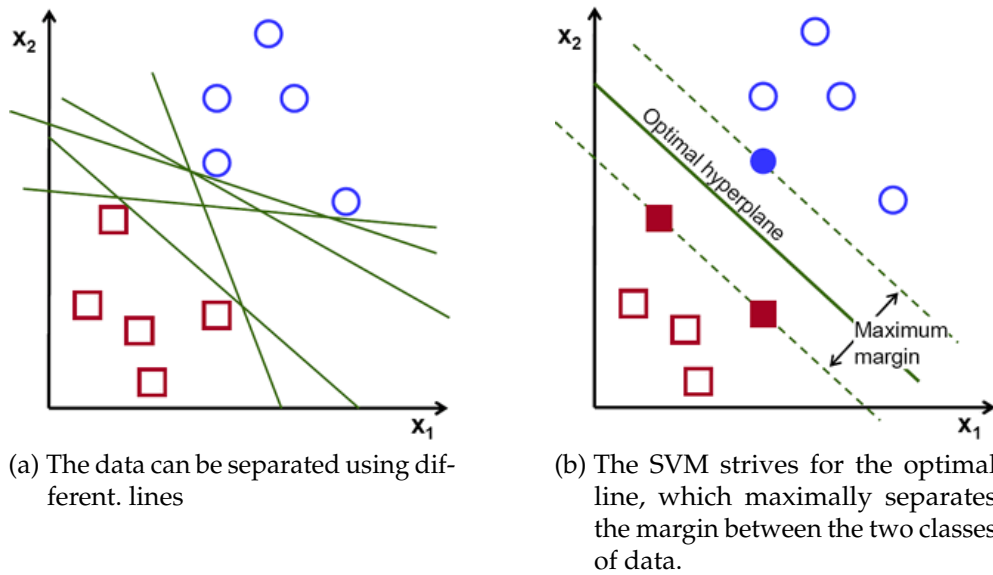 x₂
x₁
(a) The data can be separated using dif-
ferent. lines
x₂
Optimal hyperplane
Maximum
margin
x₁
(b) The SVM strives for the optimal
line, which maximally separates
the margin between the two classes
of data.